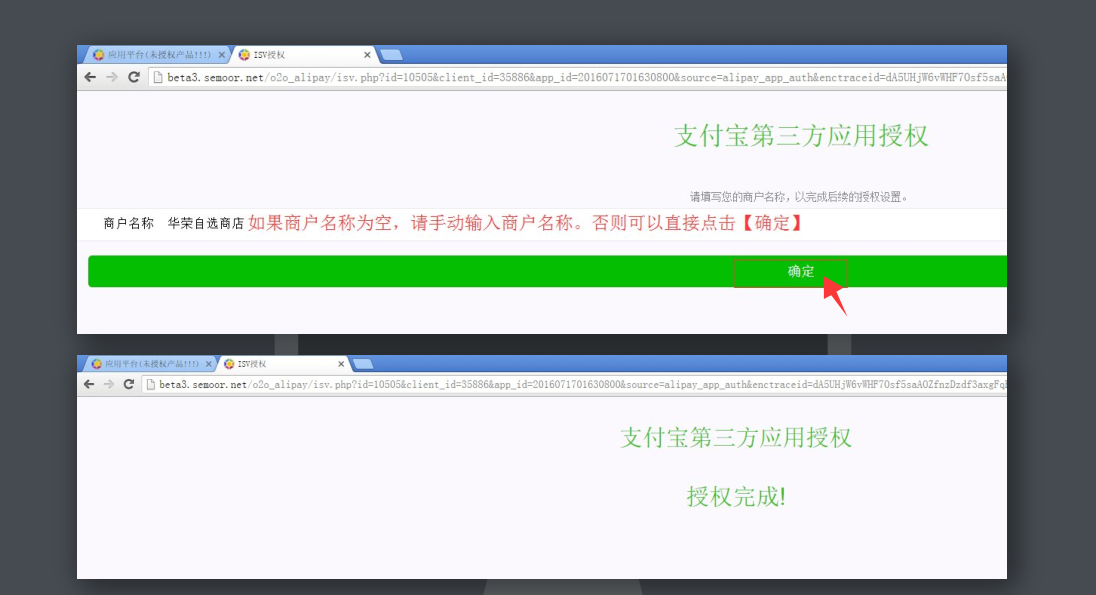 应用平台(未授权产品!!!)
ISV授权
beta3.semoor.net/o2o_alipay/isv.php?id=10505&client_id=35886&app_id=2016071701630800&source=alipay_app_auth&enctraceid=dA5UHjW6vWHF7Osf5saA
支付宝第三方应用授权
请填写您的商户名称，以完成后续的授权设置。
商户名称 华荣自选商店 如果商户名称为空，请手动输入商户名称。否则可以直接点击【确定】
确定
应用平台(未授权产品!!!)
ISV授权
beta3.semoor.net/o2o_alipay/isv.php?id=10505&client_id=35886&app_id=2016071701630800&source=alipay_app_auth&enctraceid=dA5UHjW6vWHF7Osf5saA0ZfnzDzdf3axgFq
支付宝第三方应用授权
授权完成!